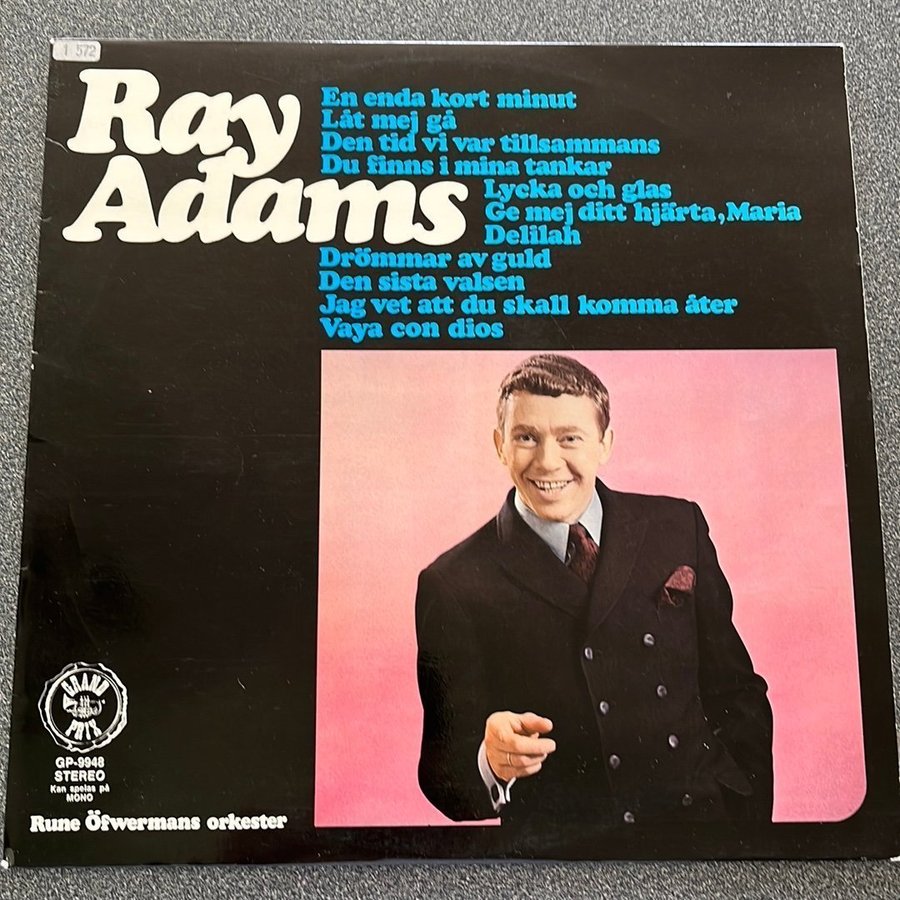 1 572
Ray
Adams
En enda kort minut
Låt mej gå
Den tid vi var tillsammans
Du finns i mina tankar
Lycka och glas
Ge mej ditt hjärta, Maria
Delilah
Drömmar av guld
Den sista valsen
Jag vet att du skall komma åter
Vaya con dios
GRAND
PRIX
GP-9948
STEREO
Kan spelas på
MONO
Rune Öfwermans orkester